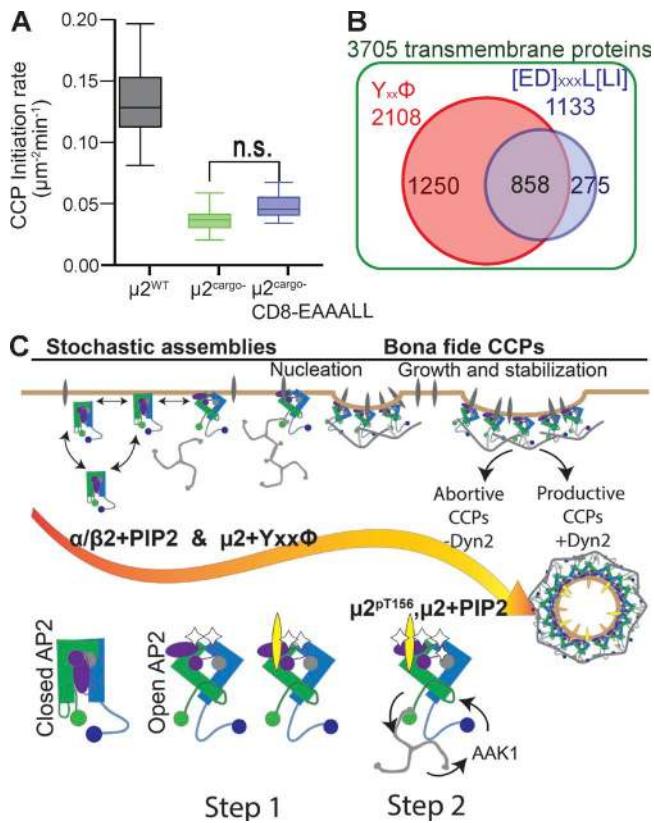 A
CCP Initiation rate
(µm⁻²min⁻¹)
0.20
0.15
0.10
0.05
0.00
n.s.
µ2ᵂᵀ
µ2ᶜᵃʳᵍᵒ⁻
µ2ᶜᵃʳᵍᵒ⁻
CD8-EAAALL
B
3705 transmembrane proteins
YxxΦ
2108
[ED]xxxL[LI]
1133
1250
858
275
C
Stochastic assemblies
Bona fide CCPs
Nucleation
Growth and stabilization
Abortive
CCPs
-Dyn2
Productive
CCPs
+Dyn2
α/β2+PIP2 & µ2+YxxΦ
µ2ᵖᵀ¹⁵⁶,µ2+PIP2
Closed AP2
Open AP2
AAK1
Step 1
Step 2